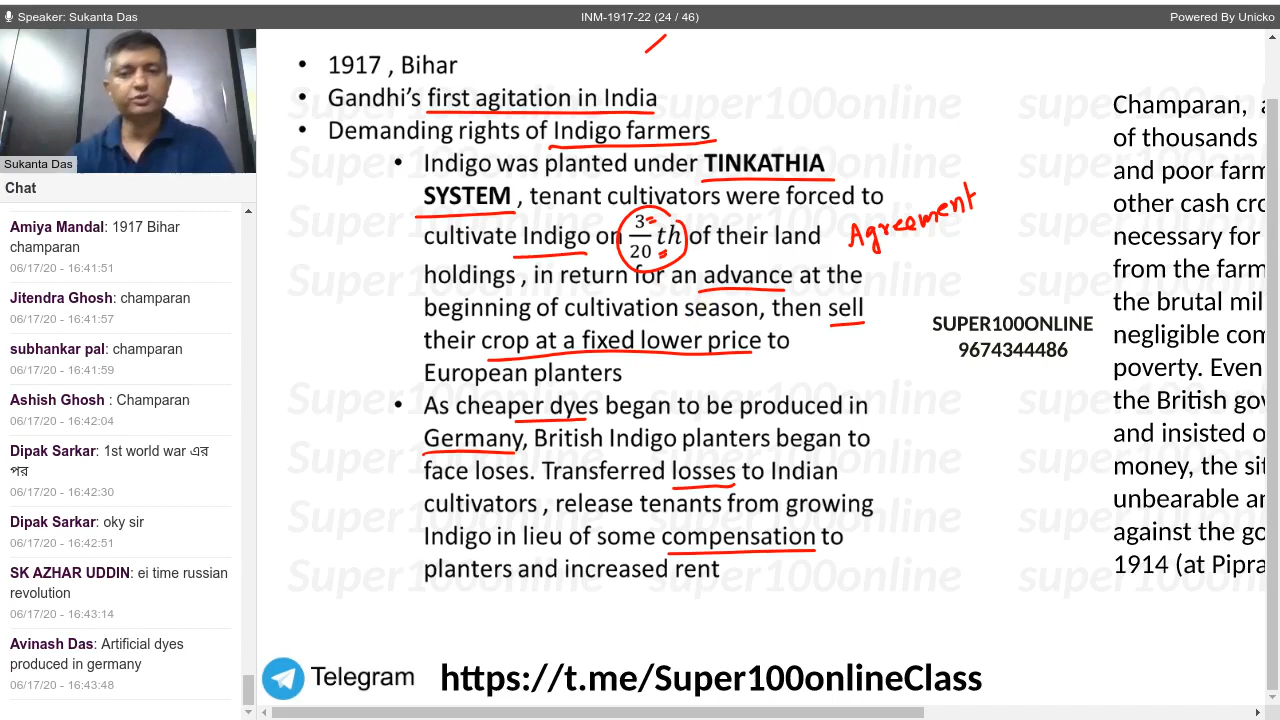 Speaker: Sukanta Das
INM-1917-22 (24 / 46)
Powered By Unicko
Sukanta Das
Chat
Amiya Mandal: 1917 Bihar
champaran
06/17/20 - 16:41:51
Jitendra Ghosh: champaran
06/17/20 - 16:41:57
subhankar pal: champaran
06/17/20 - 16:41:59
Ashish Ghosh : Champaran
06/17/20 - 16:42:04
Dipak Sarkar: 1st world war এর
পর
06/17/20 - 16:42:30
Dipak Sarkar: oky sir
06/17/20 - 16:42:51
SK AZHAR UDDIN: ei time russian
revolution
06/17/20 - 16:43:14
Avinash Das: Artificial dyes
produced in germany
06/17/20 - 16:43:48
• 1917 , Bihar
• Gandhi’s first agitation in India
• Demanding rights of Indigo farmers
• Indigo was planted under TINKATHIA
SYSTEM , tenant cultivators were forced to
cultivate Indigo on 3/20 th of their land
holdings , in return for an advance at the
beginning of cultivation season, then sell
their crop at a fixed lower price to
European planters
• As cheaper dyes began to be produced in
Germany, British Indigo planters began to
face loses. Transferred losses to Indian
cultivators , release tenants from growing
Indigo in lieu of some compensation to
planters and increased rent
Agreement
SUPER100ONLINE
9674344486
Champaran,
of thousands
and poor farm
other cash cro
necessary for
from the farm
the brutal mil
negligible com
poverty. Even
the British gov
and insisted o
money, the sit
unbearable an
against the go
1914 (at Pipra
Telegram
https://t.me/Super100onlineClass
Super100online